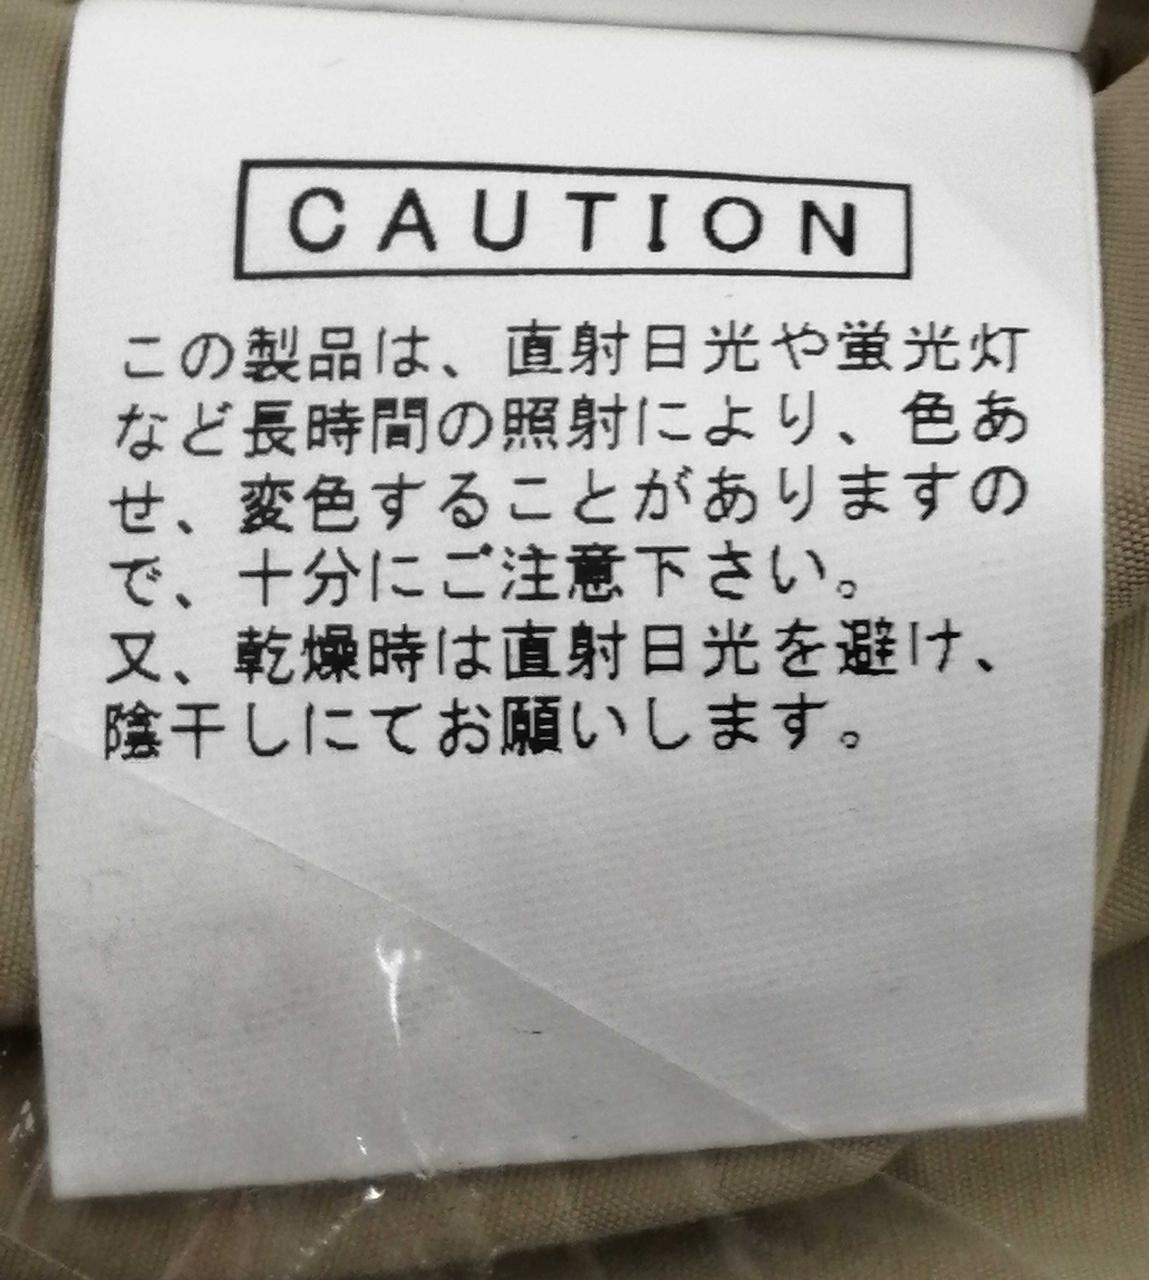 CAUTION
この製品は、直射日光や蛍光灯
など長時間の照射により、色あ
せ、変色することがありますの
で、十分にご注意下さい。
又、乾燥時は直射日光を避け、
陰干しにてお願いします。